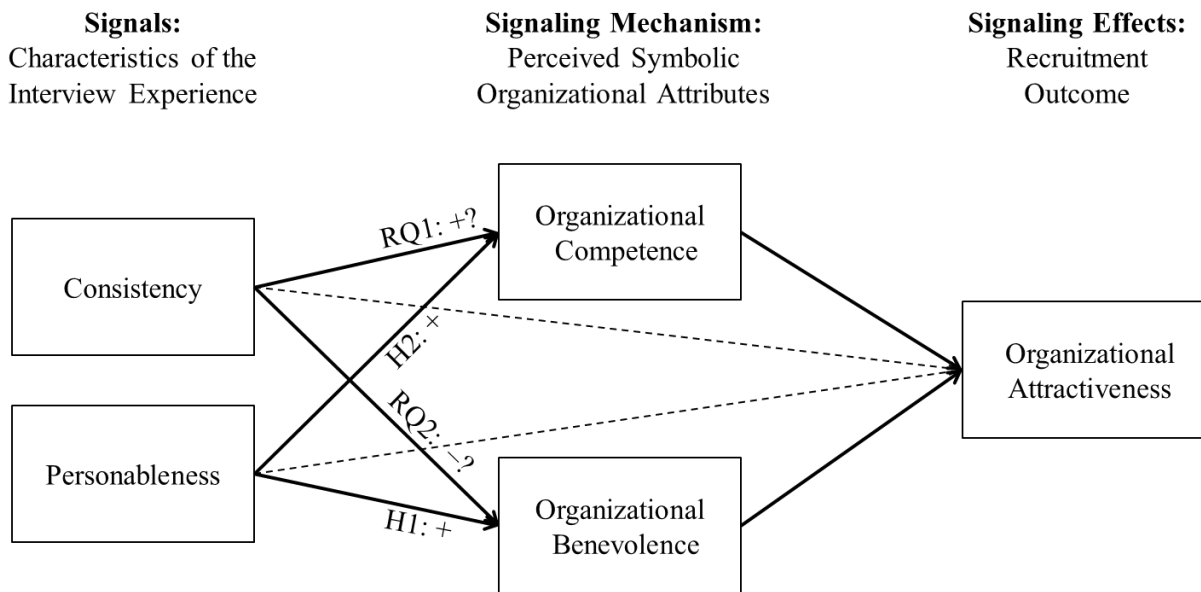 Signals:
Characteristics of the
Interview Experience
Signaling Mechanism:
Perceived Symbolic
Organizational Attributes
Signaling Effects:
Recruitment
Outcome
Consistency
Personableness
RQ1: +?
H2: +
RQ2: –?
H1: +
Organizational
Competence
Organizational
Benevolence
Organizational
Attractiveness